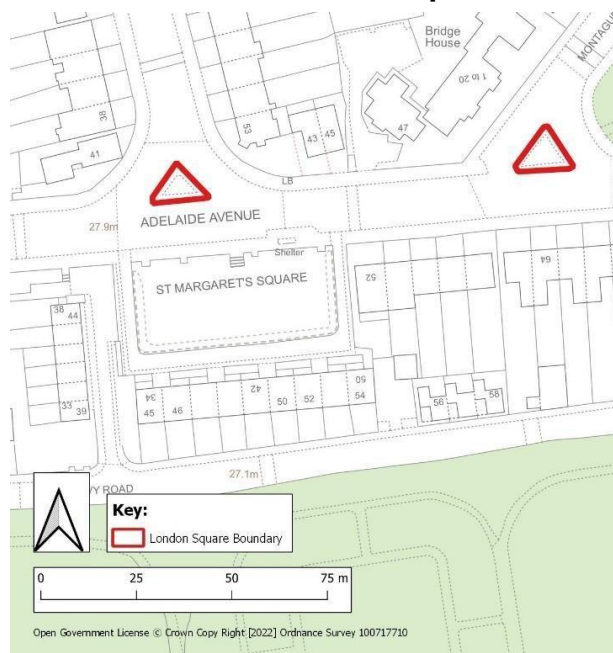 Bridge
House
MONTAGU
1 to 20
38
53
43
45
47
41
LB
ADELAIDE AVENUE
27.9m
Shelter
ST MARGARET'S SQUARE
52
64
38
44
34
42
50
33
39
45
46
50
52
54
56
58
27.1m
VY ROAD
Key:
London Square Boundary
0 25 50 75 m
Open Government License © Crown Copy Right [2022] Ordnance Survey 100717710